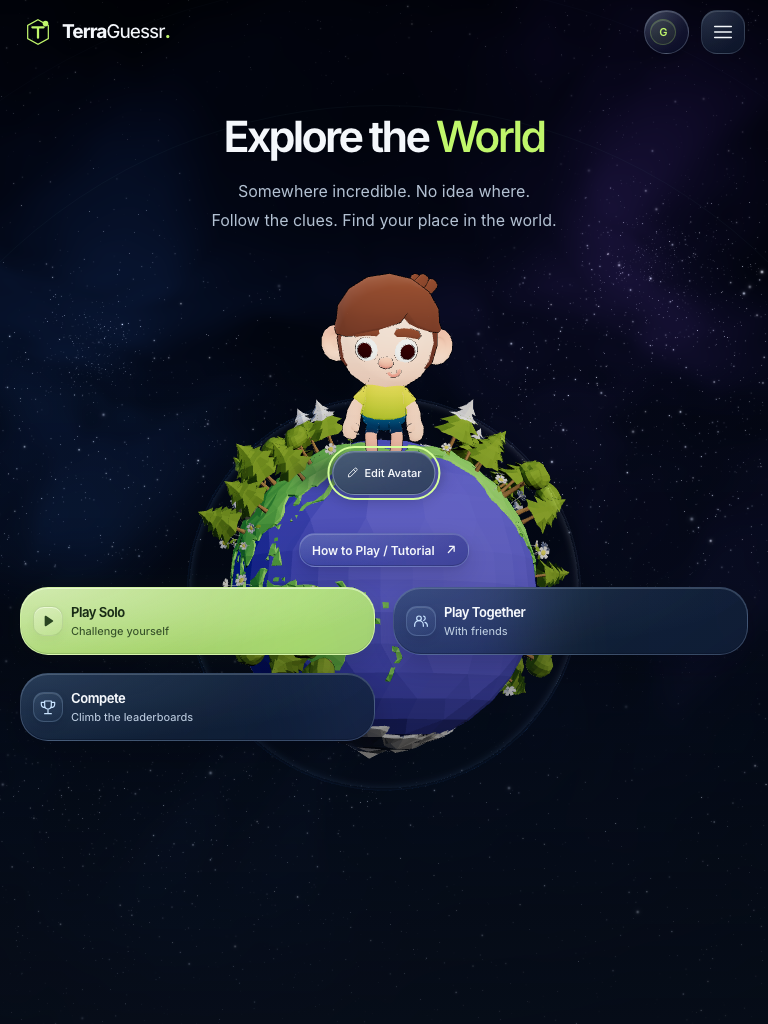 TerraGuessr.
G
Explore the World
Somewhere incredible. No idea where.
Follow the clues. Find your place in the world.
Edit Avatar
How to Play / Tutorial
Play Solo
Challenge yourself
Play Together
With friends
Compete
Climb the leaderboards